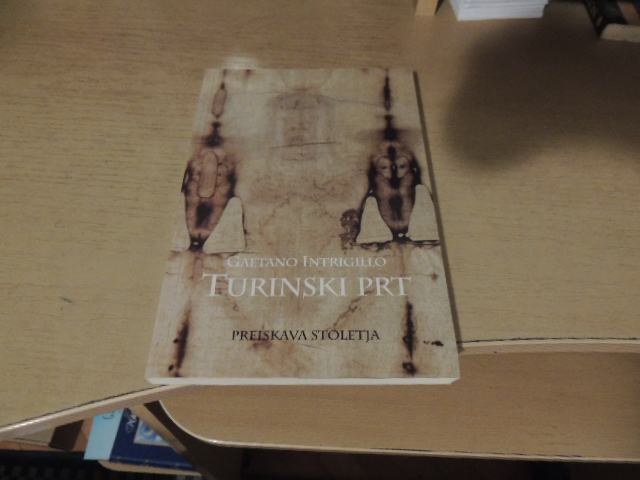 GAETANO INTRIGILLO
TURINSKI PRT
PREISKAVA STOLETJA